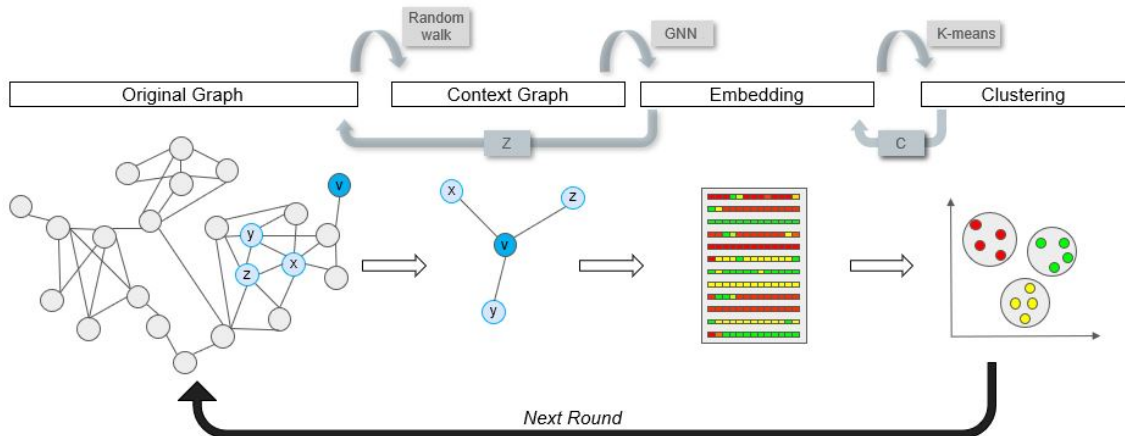 Random
walk
GNN
K-means
Original Graph
Context Graph
Embedding
Clustering
Z
C
v
x
z
y
v
y
x
z
v
y
Next Round